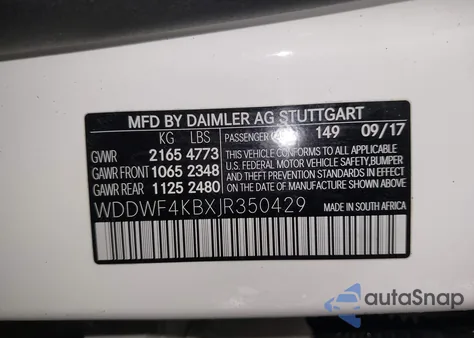 MFD BY DAIMLER AG STUTTGART
KG LBS
PASSENGER 149 09/17
GVWR 2165 4773
GAWR FRONT 1065 2348
GAWR REAR 1125 2480
THIS VEHICLE CONFORMS TO ALL APPLICABLE
U.S. FEDERAL MOTOR VEHICLE SAFETY, BUMPER
AND THEFT PREVENTION STANDARDS IN EFFECT
ON THE DATE OF MANUFACTURE SHOWN ABOVE.
WDDWF4KBXJR350429
MADE IN SOUTH AFRICA
autaSnap